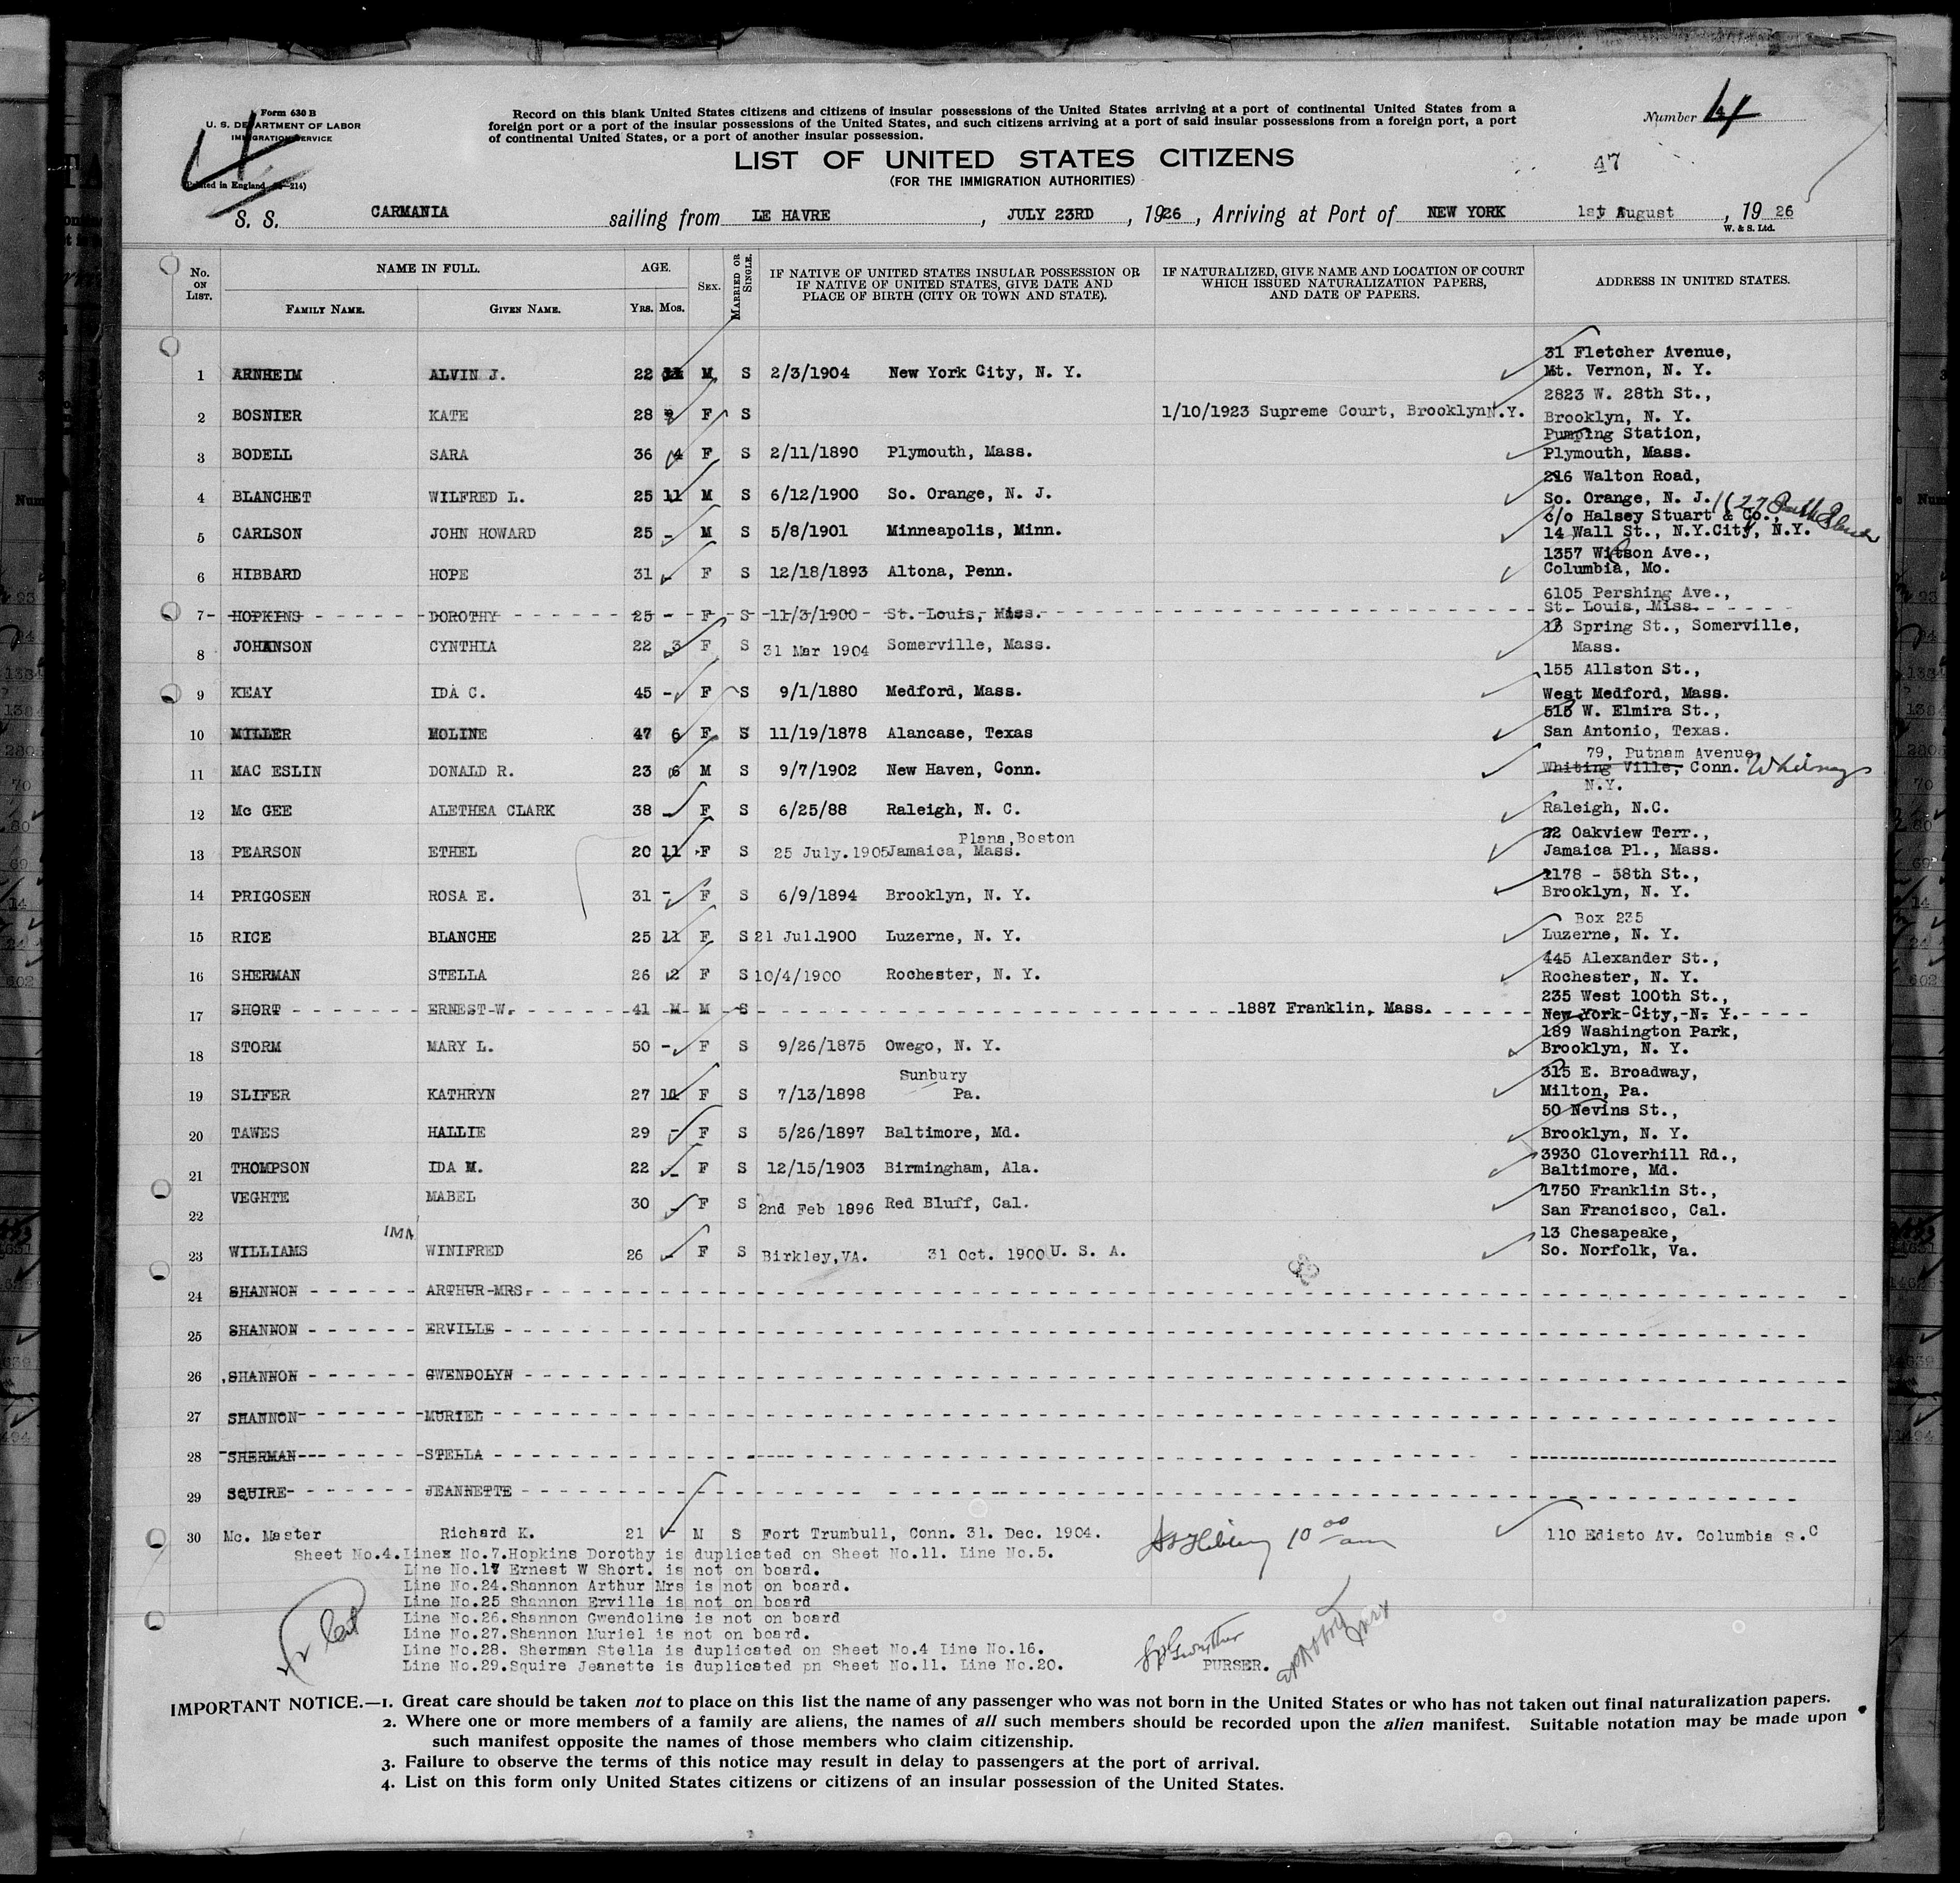 Form 630 B
U. S. DEPARTMENT OF LABOR
IMMIGRATION SERVICE
Record on this blank United States citizens and citizens of insular possessions of the United States arriving at a port of continental United States from a
foreign port or a port of the insular possessions of the United States, and such citizens arriving at a port of said insular possessions from a foreign port, a port
of continental United States, or a port of another insular possession.
Number 4
4
LIST OF UNITED STATES CITIZENS
(FOR THE IMMIGRATION AUTHORITIES)
47
S. S. CARMANIA sailing from LE HAVRE, JULY 23RD, 1926, Arriving at Port of NEW YORK 1st August, 1926
W. & S. Ltd.
No. ON LIST. NAME IN FULL. AGE. SEX. MARRIED OR SINGLE. IF NATIVE OF UNITED STATES INSULAR POSSESSION OR IF NATIVE OF UNITED STATES, GIVE DATE AND PLACE OF BIRTH (CITY OR TOWN AND STATE). IF NATURALIZED, GIVE NAME AND LOCATION OF COURT WHICH ISSUED NATURALIZATION PAPERS, AND DATE OF PAPERS. ADDRESS IN UNITED STATES.
FAMILY NAME. GIVEN NAME. YRS. MOS.
1 ARNHEIM ALVIN J. 22 M S 2/3/1904 New York City, N. Y. 31 Fletcher Avenue, Mt. Vernon, N. Y.
2 BOSNIER KATE 28 F S 1/10/1923 Supreme Court, Brooklyn N.Y. 2823 W. 28th St., Brooklyn, N. Y.
3 BODELL SARA 36 4 F S 2/11/1890 Plymouth, Mass. Pumping Station, Plymouth, Mass.
4 BLANCHET WILFRED L. 25 11 M S 6/12/1900 So. Orange, N. J. 216 Walton Road, So. Orange, N. J.
5 CARLSON JOHN HOWARD 25 - M S 5/8/1901 Minneapolis, Minn. c/o Halsey Stuart & Co., 14 Wall St., N.Y.City, N.Y.
6 HIBBARD HOPE 31 - F S 12/18/1893 Altona, Penn. 1357 Wilson Ave., Columbia, Mo.
7 HOPKINS DOROTHY 25 - F S 11/3/1900 St. Louis, Miss. 6105 Pershing Ave., St. Louis, Miss.
8 JOHANSON CYNTHIA 22 3 F S 31 Mar 1904 Somerville, Mass. 13 Spring St., Somerville, Mass.
9 KEAY IDA C. 45 - F S 9/1/1880 Medford, Mass. 155 Allston St., West Medford, Mass.
10 MILLER MOLINE 47 6 F S 11/19/1878 Alancase, Texas 515 W. Elmira St., San Antonio, Texas.
11 MAC ESLIN DONALD R. 23 6 M S 9/7/1902 New Haven, Conn. 79, Putnam Avenue Whiting Ville, Conn. Whitney N.Y.
12 Mc GEE ALETHEA CLARK 38 - F S 6/25/88 Raleigh, N. C. Raleigh, N.C.
13 PEARSON ETHEL 20 11 F S 25 July.1905 Jamaica, Mass. Plana, Boston 22 Oakview Terr., Jamaica Pl., Mass.
14 PRIGOSEN ROSA E. 31 - F S 6/9/1894 Brooklyn, N. Y. 1178 - 58th St., Brooklyn, N. Y.
15 RICE BLANCHE 25 11 F S 21 Jul.1900 Luzerne, N. Y. Box 235 Luzerne, N. Y.
16 SHERMAN STELLA 26 2 F S 10/4/1900 Rochester, N. Y. 445 Alexander St., Rochester, N. Y.
17 SHORT ERNEST W. 41 M M S 1887 Franklin, Mass. 235 West 100th St., New York City, N. Y.
18 STORM MARY L. 50 - F S 9/26/1875 Owego, N. Y. 189 Washington Park, Brooklyn, N. Y.
19 SLIFER KATHRYN 27 F S 7/13/1898 Sunbury Pa. 315 E. Broadway, Milton, Pa.
20 TAWES HALLIE 29 - F S 5/26/1897 Baltimore, Md. 50 Nevins St., Brooklyn, N. Y.
21 THOMPSON IDA M. 22 - F S 12/15/1903 Birmingham, Ala. 3930 Cloverhill Rd., Baltimore, Md.
22 VEGHTE MABEL 30 - F S 2nd Feb 1896 Red Bluff, Cal. 1750 Franklin St., San Francisco, Cal.
23 WILLIAMS WINIFRED 26 - F S Birkley, VA. 31 Oct. 1900 U. S. A. 13 Chesapeake, So. Norfolk, Va.
24 SHANNON ARTHUR MRS.
25 SHANNON ERVILLE
26 SHANNON GWENDOLYN
27 SHANNON MURIEL
28 SHERMAN STELLA
29 SQUIRE JEANNETTE
30 Mc. Master Richard K. 21 - M S Fort Trumbull, Conn. 31. Dec. 1904. 10 00 am 110 Edisto Av. Columbia S.C
Sheet No.4. Lines No.7. Hopkins Dorothy is duplicated on Sheet No.11. Line No.5.
Line No.17 Ernest W Short. is not on board.
Line No.24. Shannon Arthur Mrs is not on board.
Line No.25 Shannon Erville is not on board
Line No.26. Shannon Gwendoline is not on board
Line No.27. Shannon Muriel is not on board.
Line No.28. Sherman Stella is duplicated on Sheet No.4 Line No.16.
Line No.29. Squire Jeanette is duplicated pn Sheet No.11. Line No.20.
PURSER.
IMPORTANT NOTICE.—1. Great care should be taken not to place on this list the name of any passenger who was not born in the United States or who has not taken out final naturalization papers.
2. Where one or more members of a family are aliens, the names of all such members should be recorded upon the alien manifest. Suitable notation may be made upon
such manifest opposite the names of those members who claim citizenship.
3. Failure to observe the terms of this notice may result in delay to passengers at the port of arrival.
4. List on this form only United States citizens or citizens of an insular possession of the United States.